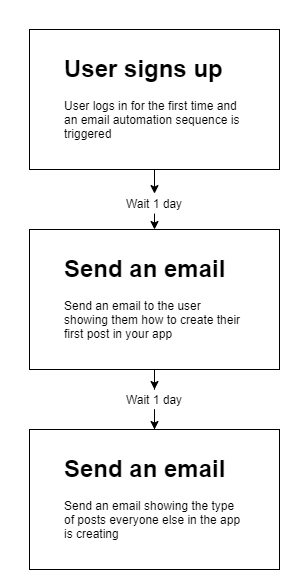 User signs up
User logs in for the first time and
an email automation sequence is
triggered
Wait 1 day
Send an email
Send an email to the user
showing them how to create their
first post in your app
Wait 1 day
Send an email
Send an email showing the type
of posts everyone else in the app
is creating